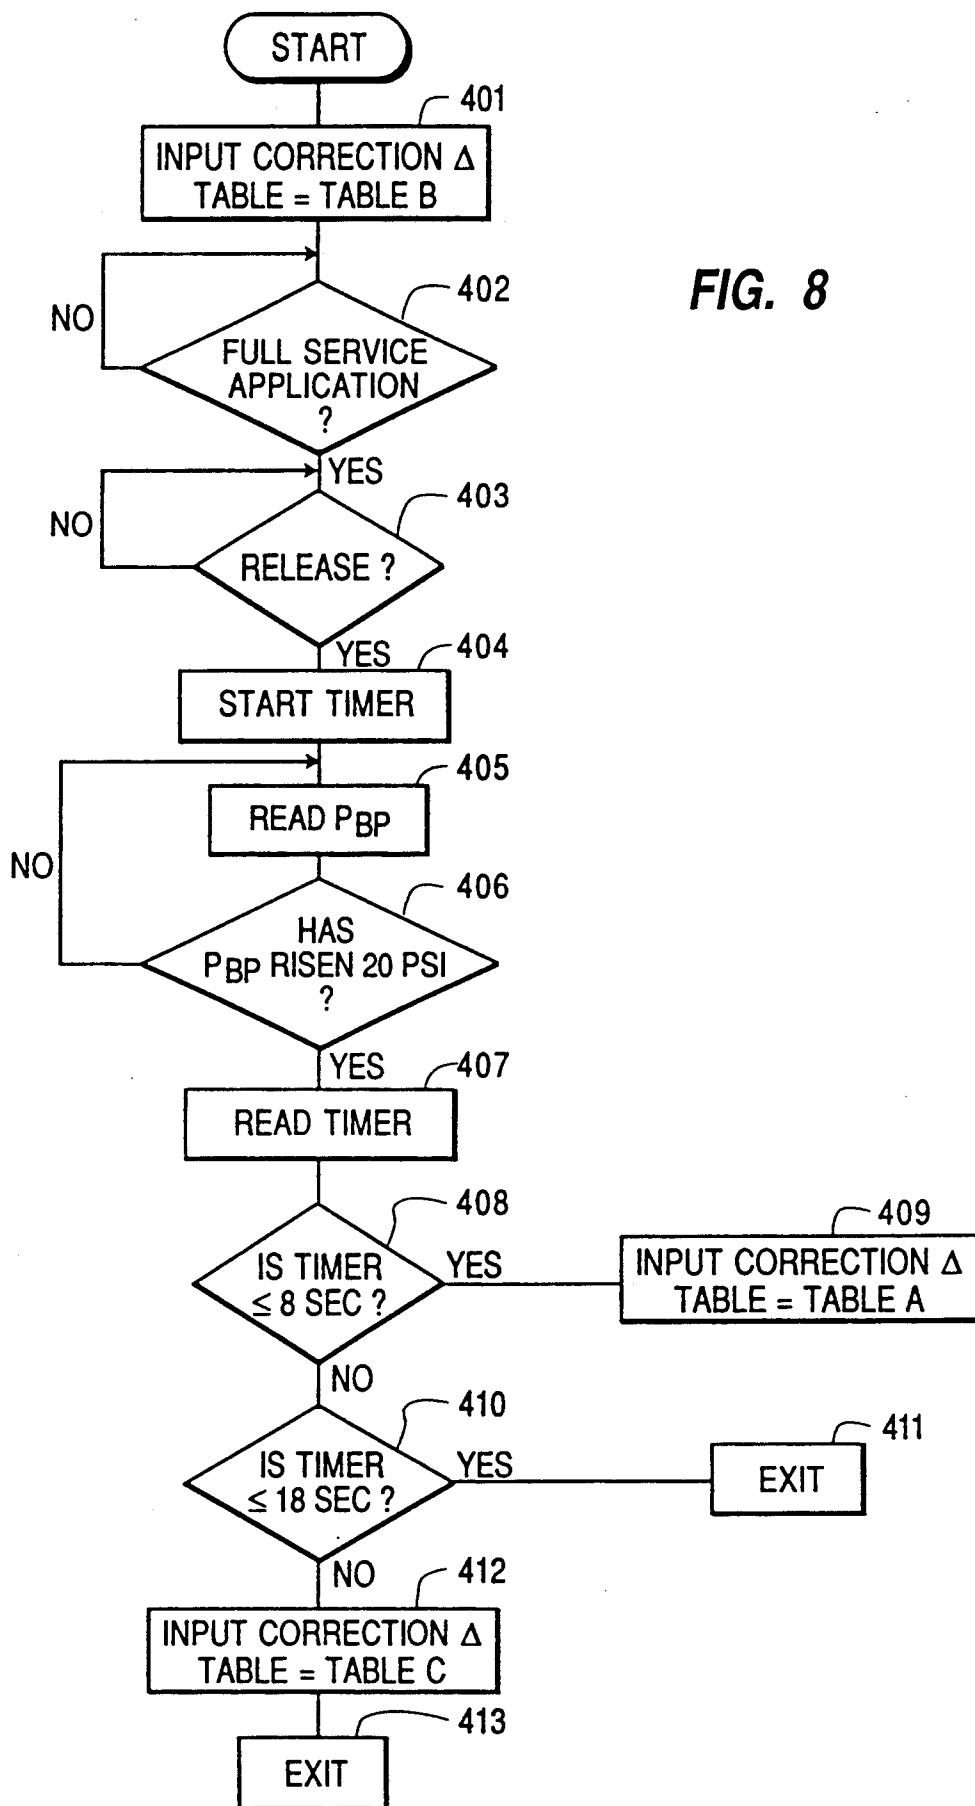 START
401
INPUT CORRECTION Δ
TABLE = TABLE B
FIG. 8
402
NO
FULL SERVICE
APPLICATION
?
YES
403
NO
RELEASE ?
YES
404
START TIMER
405
READ PBP
NO
406
HAS
PBP RISEN 20 PSI
?
YES
407
READ TIMER
408
IS TIMER
≤ 8 SEC ?
YES
409
INPUT CORRECTION Δ
TABLE = TABLE A
NO
410
IS TIMER
≤ 18 SEC ?
YES
411
EXIT
NO
412
INPUT CORRECTION Δ
TABLE = TABLE C
413
EXIT